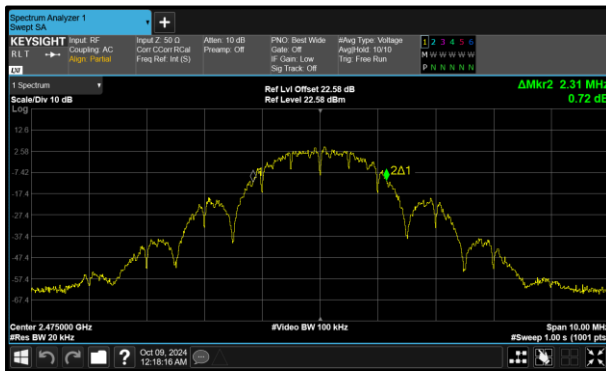 Spectrum Analyzer 1
Swept SA
KEYSIGHT
RLT
LXI
Input: RF
Coupling: AC
Align: Partial
Input Z: 50 Ω
Corr CCorr RCal
Freq Ref: Int (S)
Atten: 10 dB
Preamp: Off
PNO: Best Wide
Gate: Off
IF Gain: Low
Sig Track: Off
#Avg Type: Voltage
Avg|Hold: 10/10
Trig: Free Run
1 2 3 4 5 6
M W W W W W
P N N N N N
1 Spectrum
Scale/Div 10 dB
Ref Lvl Offset 22.58 dB
Ref Level 22.58 dBm
ΔMkr2 2.31 MHz
0.72 dB
Log
12.6
2.58
-7.42
-17.4
-27.4
-37.4
-47.4
-57.4
-67.4
2Δ1
Center 2.475000 GHz
#Res BW 20 kHz
#Video BW 100 kHz
Span 10.00 MHz
#Sweep 1.00 s (1001 pts)
?
Oct 09, 2024
12:18:16 AM